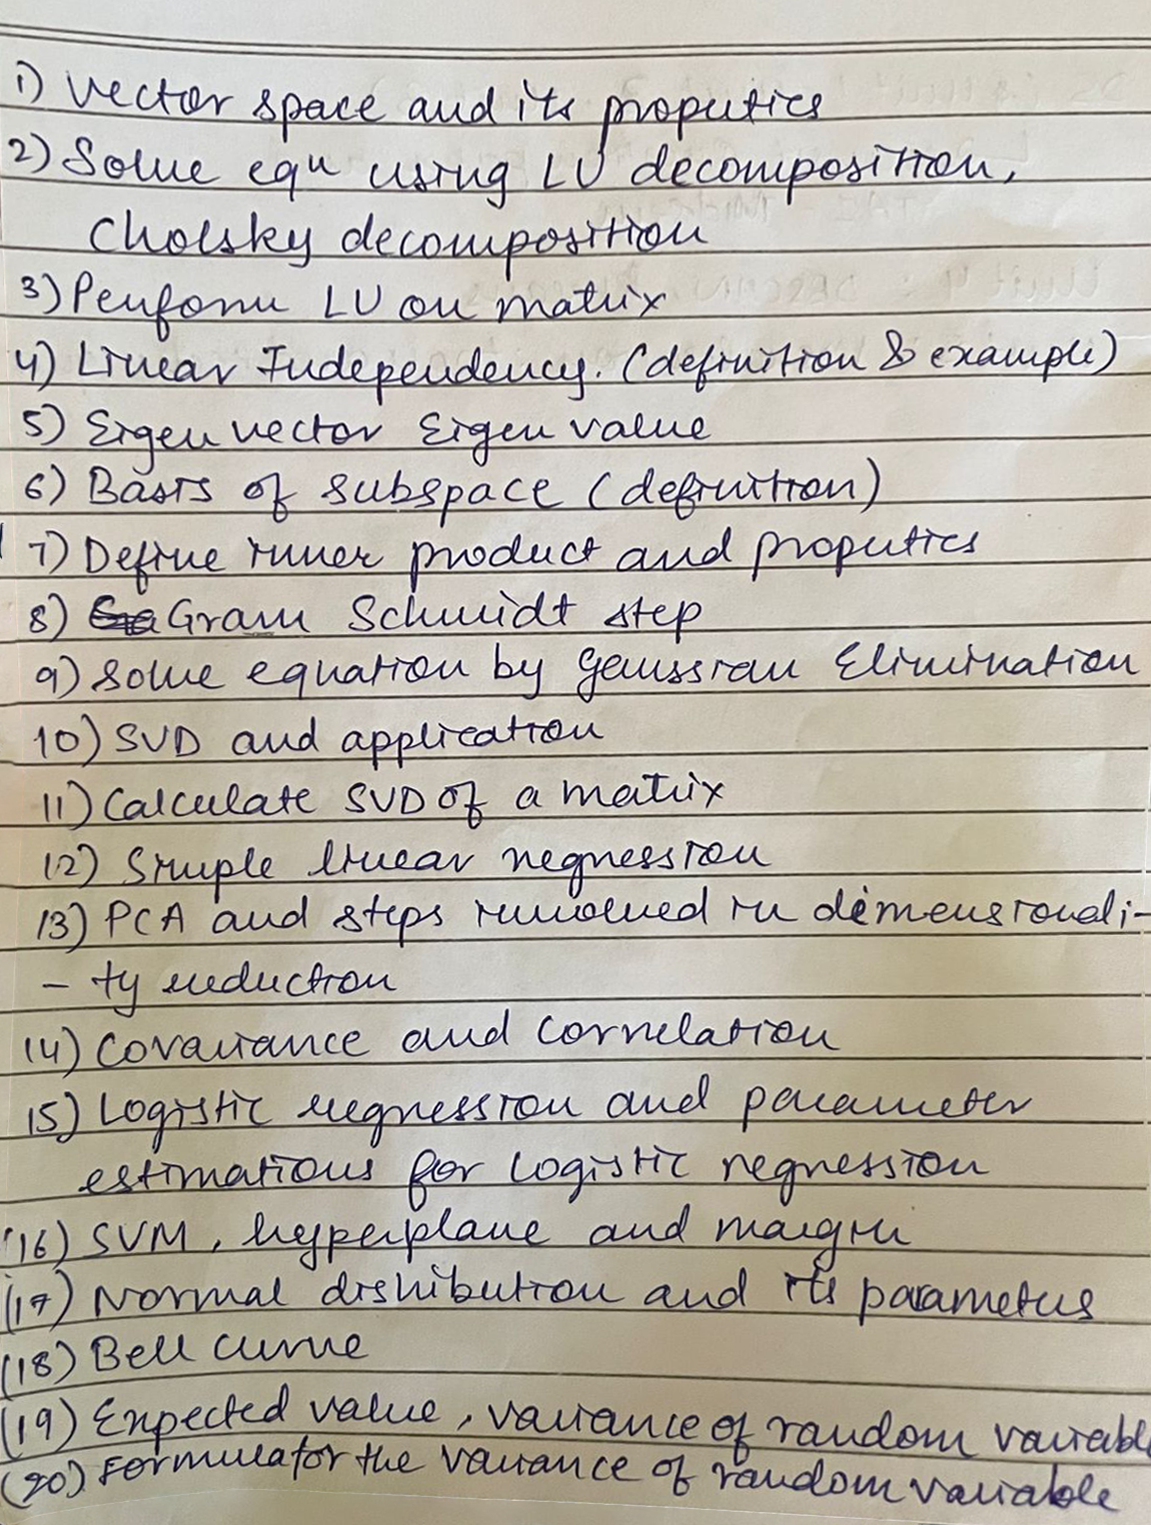 1) Vector space and its properties
2) Solve equ using LU decomposition,
Cholsky decomposition
3) Perform LU on matrix
4) Linear Independency. (definition & example)
5) Eigen vector Eigen value
6) Basis of subspace (definition)
7) Define inner product and properties
8) Gram Schmidt step
9) Solve equation by Gaussian Elimination
10) SVD and application
11) Calculate SVD of a matrix
12) Simple linear regression
13) PCA and steps involved in dimensionali-
- ty reduction
14) Covariance and Correlation
15) Logistic regression and parameter
estimations for logistic regression
(16) SVM, hyperplane and margin
(17) Normal distribution and its parameters
(18) Bell curve
(19) Expected value, variance of random variable
(20) Formula for the variance of random variable